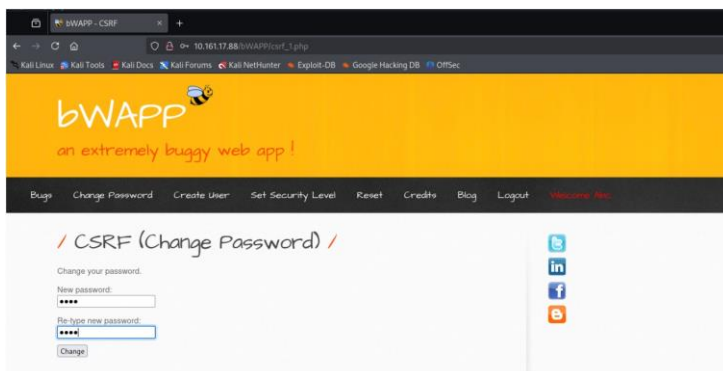 bWAPP - CSRF
10.161.17.88/bWAPP/csrf_1.php
Kali Linux Kali Tools Kali Docs Kali Forums Kali NetHunter Exploit-DB Google Hacking DB OffSec
bWAPP
an extremely buggy web app !
Bugs Change Password Create User Set Security Level Reset Credits Blog Logout Welcome
/ CSRF (Change Password) /
Change your password.
New password:
Re-type new password:
Change